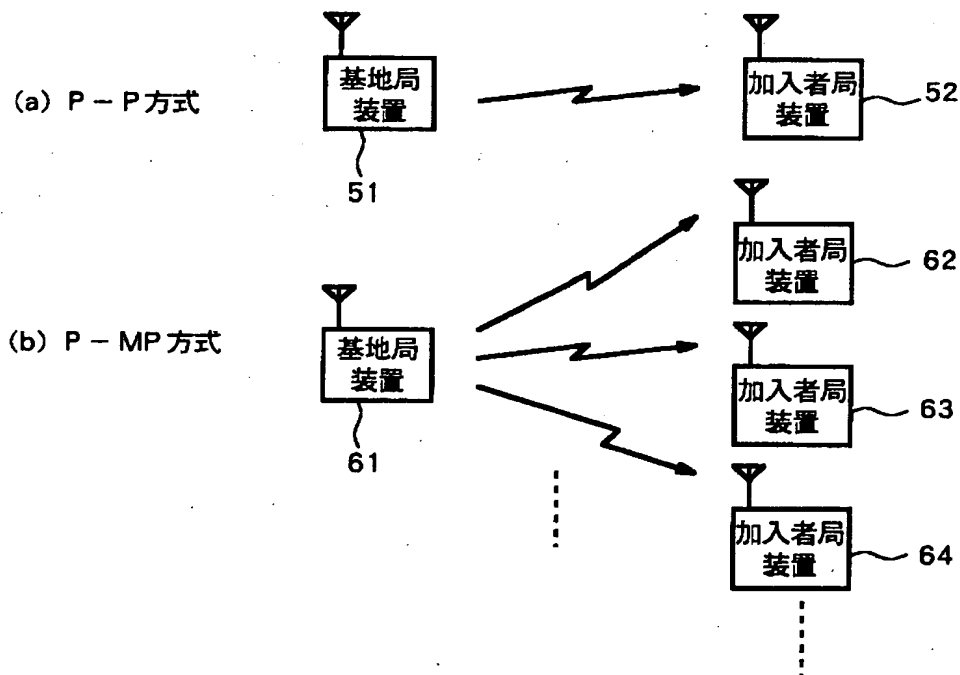 (a) P-P方式
基地局
装置
51
加入者局
装置
52
(b) P-MP方式
基地局
装置
61
加入者局
装置
62
加入者局
装置
63
加入者局
装置
64